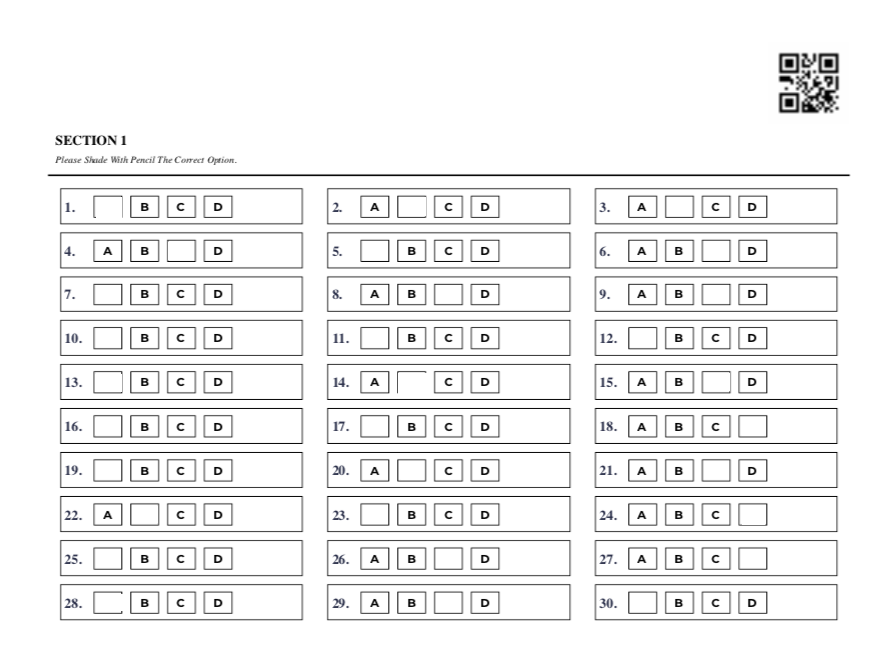 SECTION 1
Please Shade With Pencil The Correct Option.
1. B C D 2. A C D 3. A C D
4. A B D 5. B C D 6. A B D
7. B C D 8. A B D 9. A B D
10. B C D 11. B C D 12. B C D
13. B C D 14. A C D 15. A B D
16. B C D 17. B C D 18. A B C
19. B C D 20. A C D 21. A B D
22. A C D 23. B C D 24. A B C
25. B C D 26. A B D 27. A B C
28. B C D 29. A B D 30. B C D